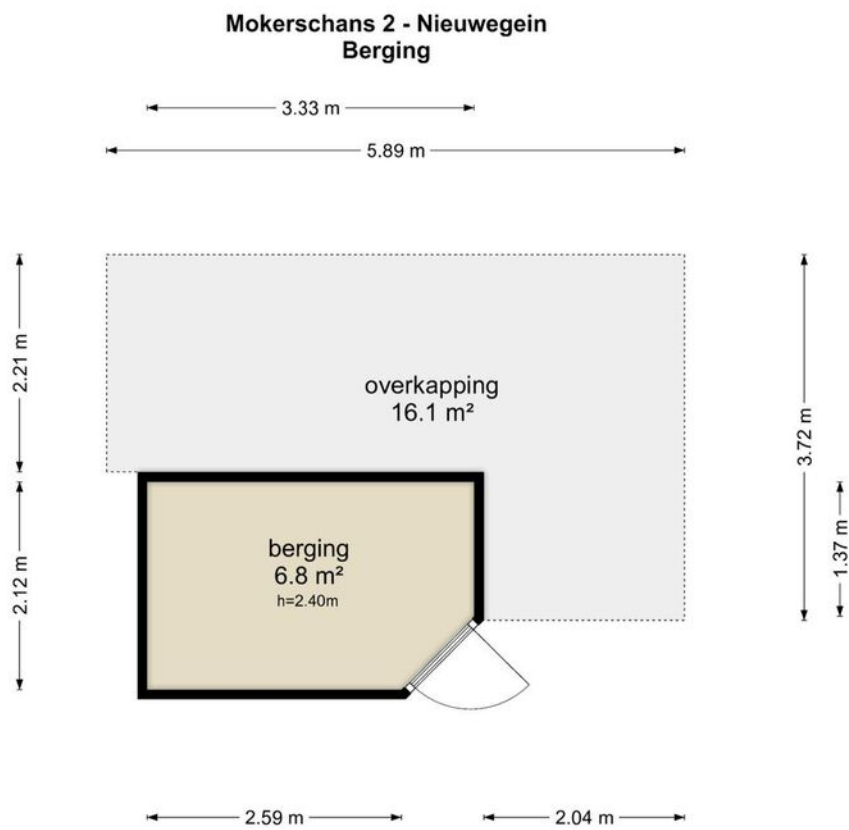 Mokerschans 2 - Nieuwegein
Berging
3.33 m
5.89 m
2.21 m
overkapping
16.1 m²
3.72 m
2.12 m
berging
6.8 m²
h=2.40m
1.37 m
2.59 m
2.04 m